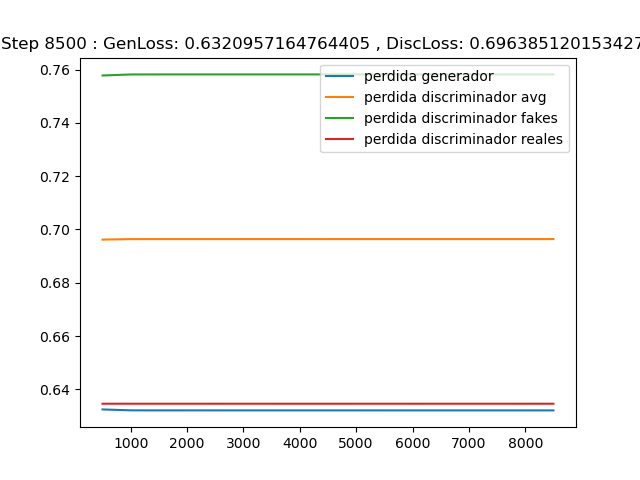 Step 8500 : GenLoss: 0.6320957164764405 , DiscLoss: 0.696385120153427
perdida generador
perdida discriminador avg
perdida discriminador fakes
perdida discriminador reales
0.76
0.74
0.72
0.70
0.68
0.66
0.64
1000 2000 3000 4000 5000 6000 7000 8000